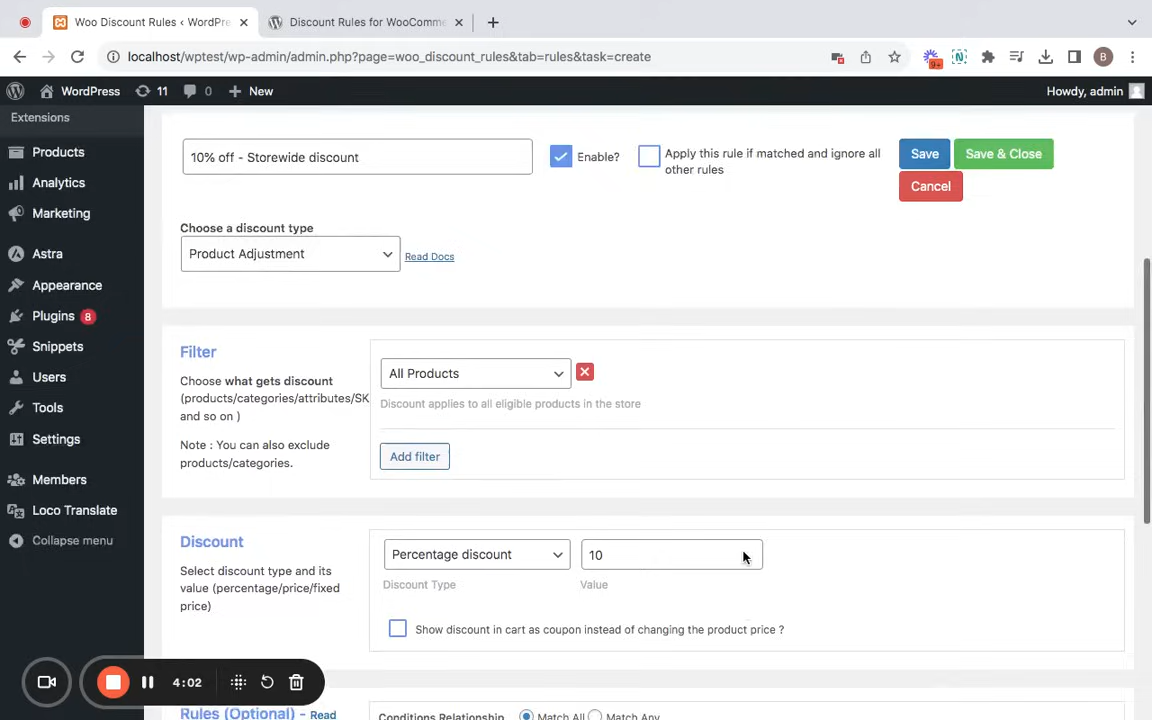 Woo Discount Rules ‹ WordPre
Discount Rules for WooComme
localhost/wptest/wp-admin/admin.php?page=woo_discount_rules&tab=rules&task=create
9+
N
B
WordPress
11
0
New
Howdy, admin
Extensions
Products
Analytics
Marketing
Astra
Appearance
Plugins 8
Snippets
Users
Tools
Settings
Members
Loco Translate
Collapse menu
10% off - Storewide discount
Enable?
Apply this rule if matched and ignore all
other rules
Save
Save & Close
Cancel
Choose a discount type
Product Adjustment
Read Docs
Filter
Choose what gets discount
(products/categories/attributes/SK
and so on )
Note : You can also exclude
products/categories.
All Products
Discount applies to all eligible products in the store
Add filter
Discount
Select discount type and its
value (percentage/price/fixed
price)
Percentage discount
10
Discount Type
Value
Show discount in cart as coupon instead of changing the product price ?
4:02
Rules (Optional) - Read
Conditions Relationship
Match All
Match Any